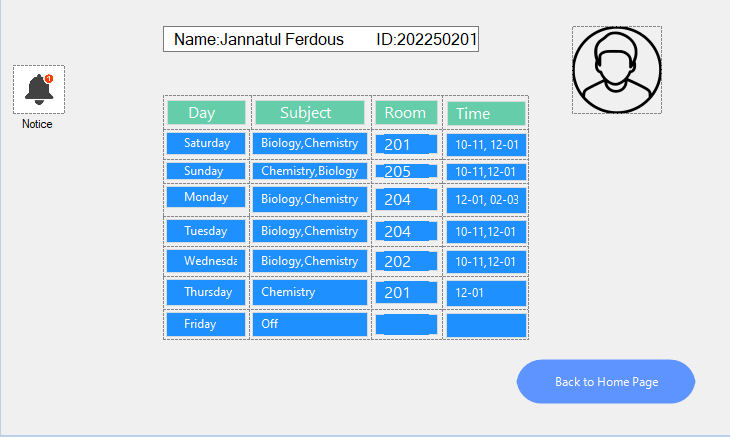 Name:Jannatul Ferdous ID:202250201
1
Notice
Day Subject Room Time
Saturday Biology,Chemistry 201 10-11, 12-01
Sunday Chemistry,Biology 205 10-11,12-01
Monday Biology,Chemistry 204 12-01, 02-03
Tuesday Biology,Chemistry 204 10-11,12-01
Wednesda Biology,Chemistry 202 10-11,12-01
Thursday Chemistry 201 12-01
Friday Off
Back to Home Page